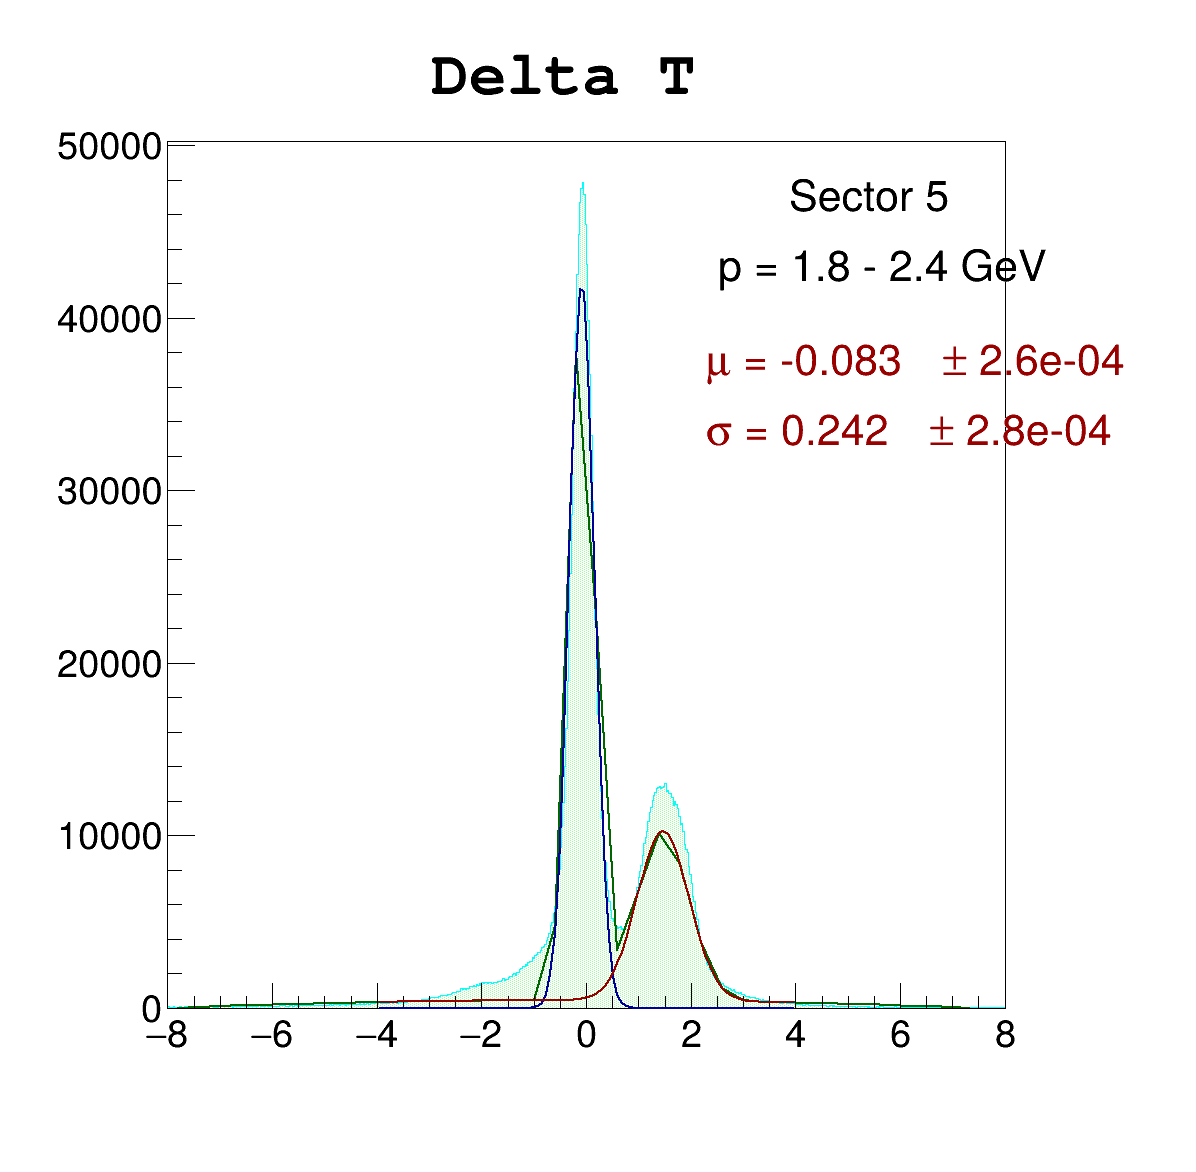 Delta T
50000
Sector 5
p = 1.8 - 2.4 GeV
40000
μ = -0.083 ± 2.6e-04
σ = 0.242 ± 2.8e-04
30000
20000
10000
0
−8 −6 −4 −2 0 2 4 6 8